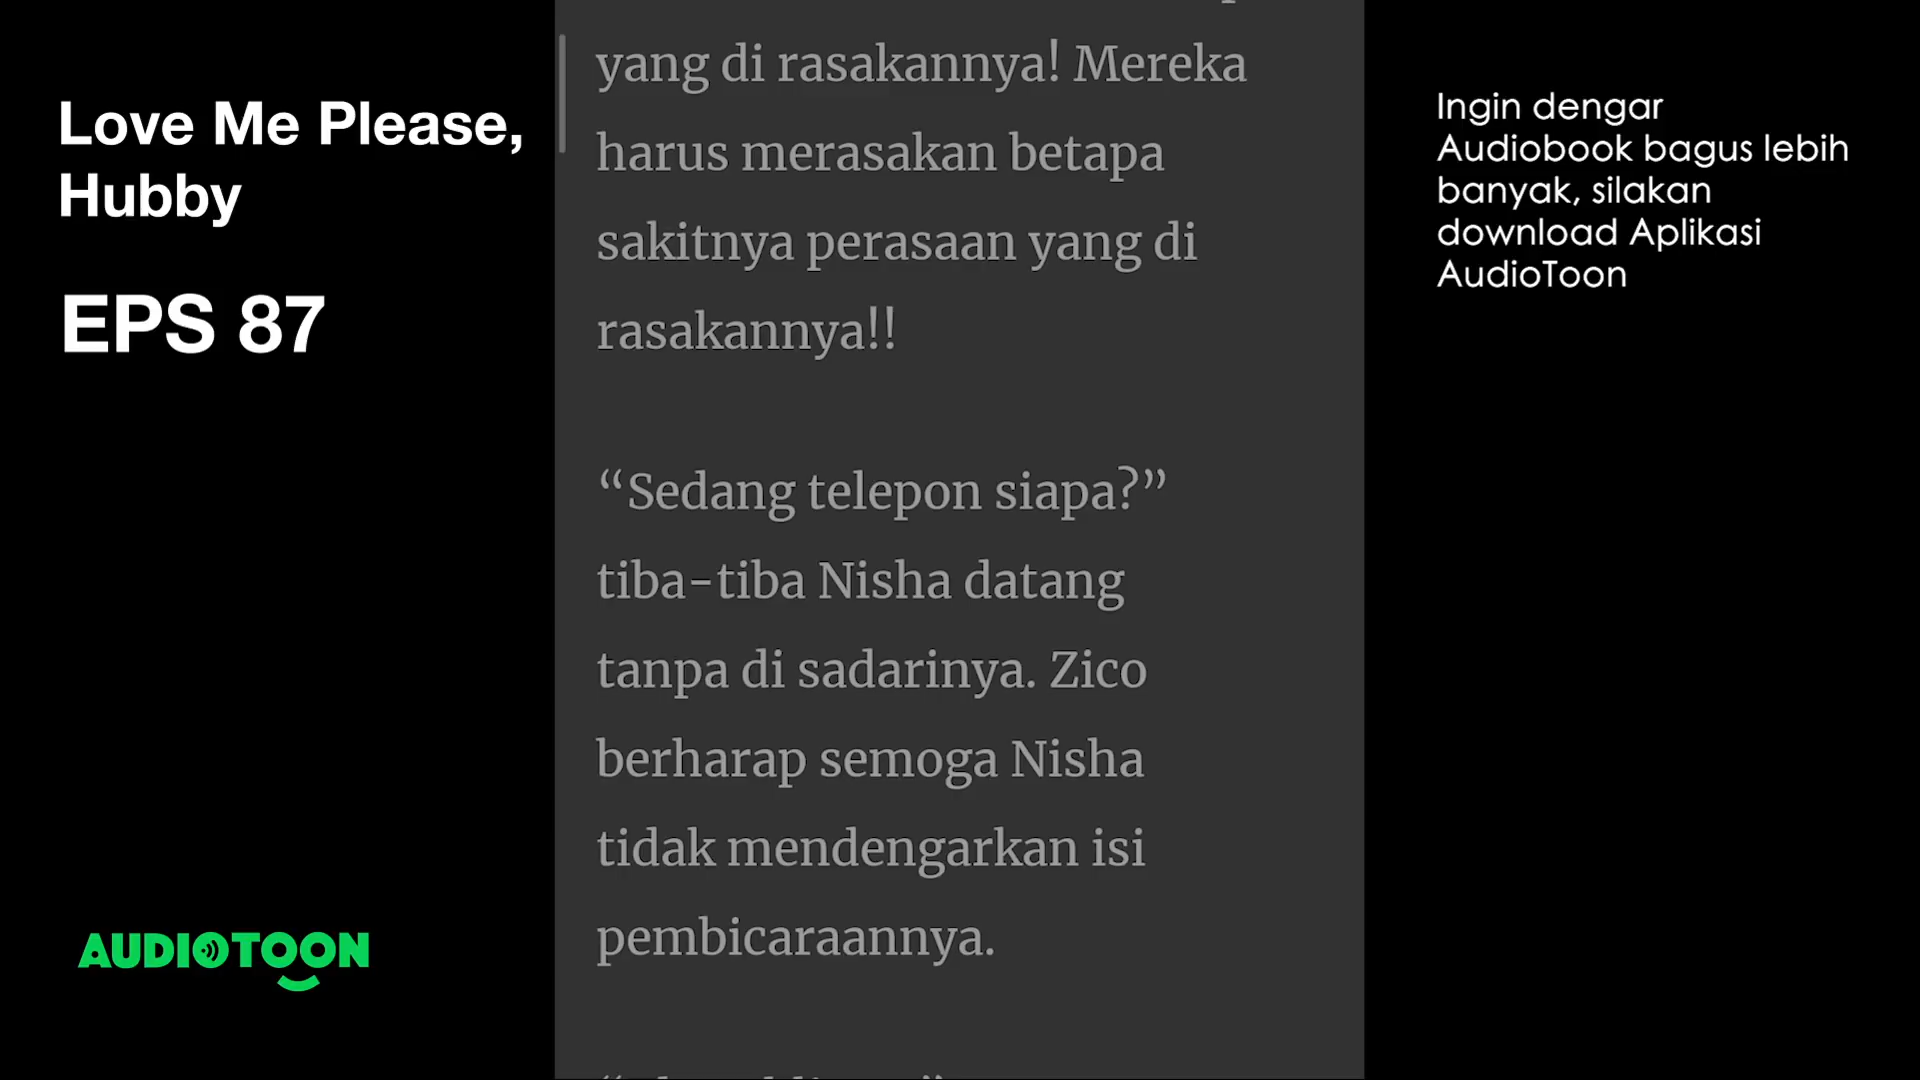 Love Me Please,
Hubby
EPS 87
AUDIOTOON
yang di rasakannya! Mereka
harus merasakan betapa
sakitnya perasaan yang di
rasakannya!!
“Sedang telepon siapa?”
tiba-tiba Nisha datang
tanpa di sadarinya. Zico
berharap semoga Nisha
tidak mendengarkan isi
pembicaraannya.
Ingin dengar
Audiobook bagus lebih
banyak, silakan
download Aplikasi
AudioToon